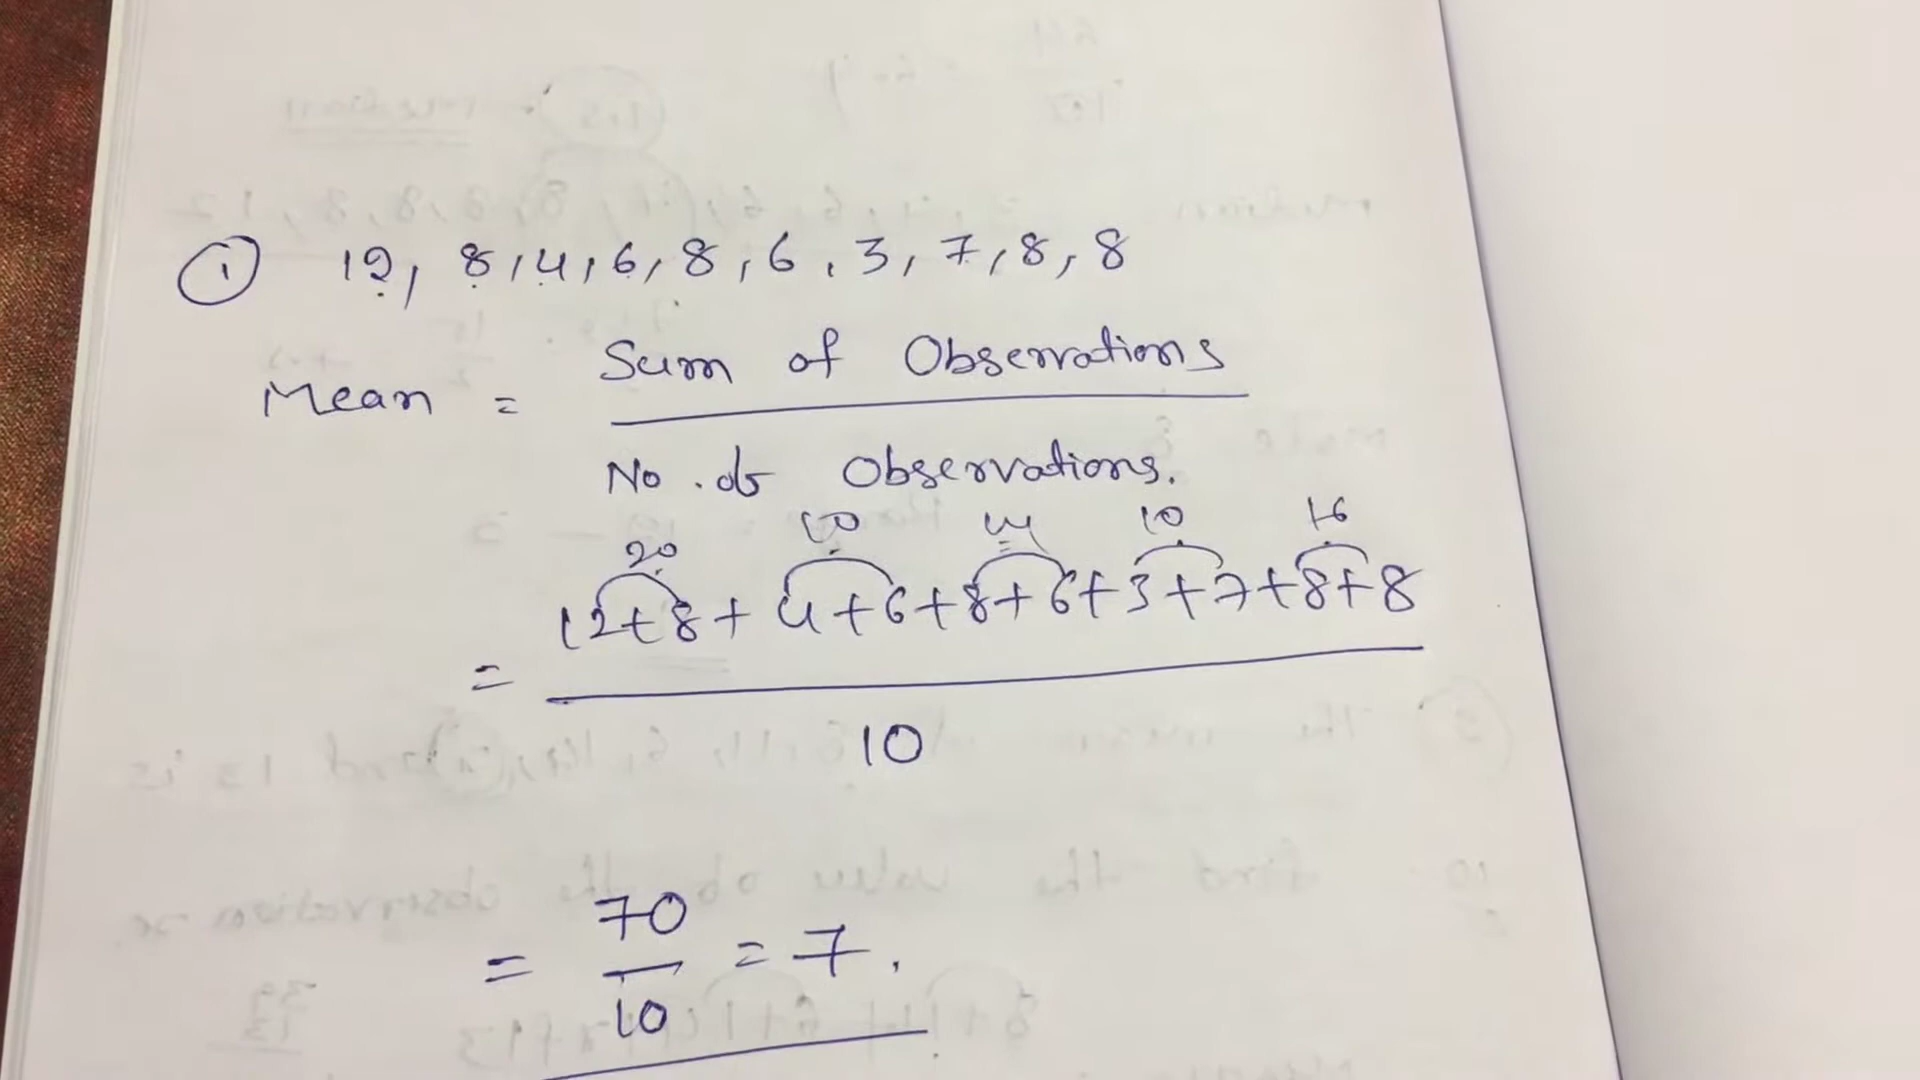 ① 12, 8, 4, 6, 8, 6, 3, 7, 8, 8
Mean = Sum of Observations
No. of Observations.
20 10 14 10 16
= 12+8+4+6+8+6+3+7+8+8
10
= 70/10 = 7.